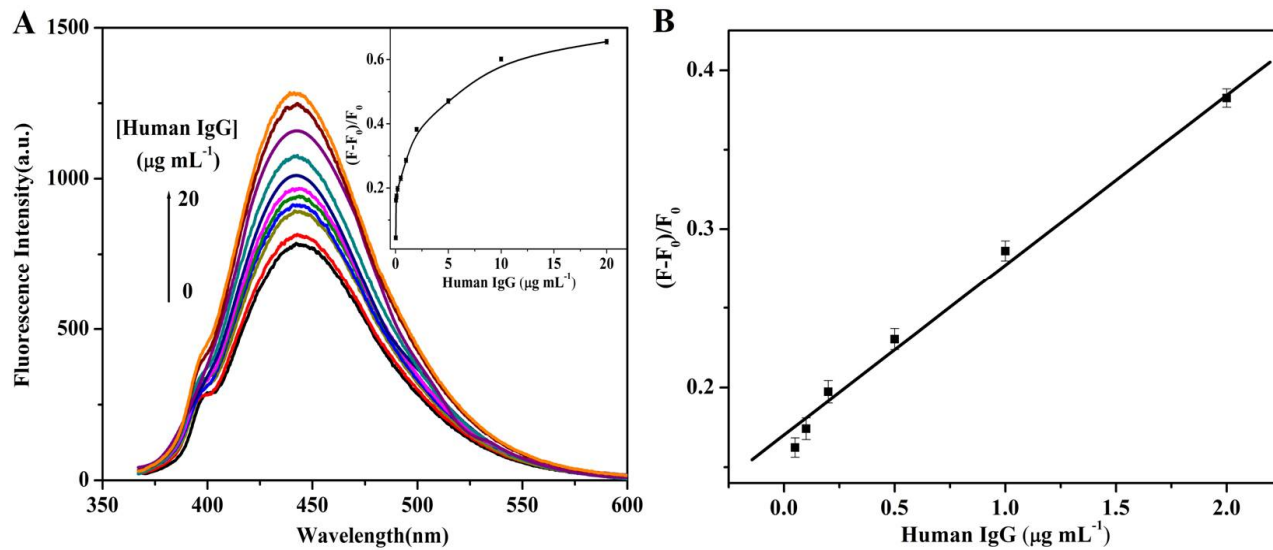 A
1500
1000
500
0
350
400
450
500
550
600
Fluorescence Intensity(a.u.)
Wavelength(nm)
[Human IgG]
(μg mL-1)
20
0
0.6
0.4
0.2
0.0
0
5
10
15
20
(F-F0)/F0
Human IgG (μg mL-1)
B
0.4
0.3
0.2
0.0
0.5
1.0
1.5
2.0
(F-F0)/F0
Human IgG (μg mL-1)